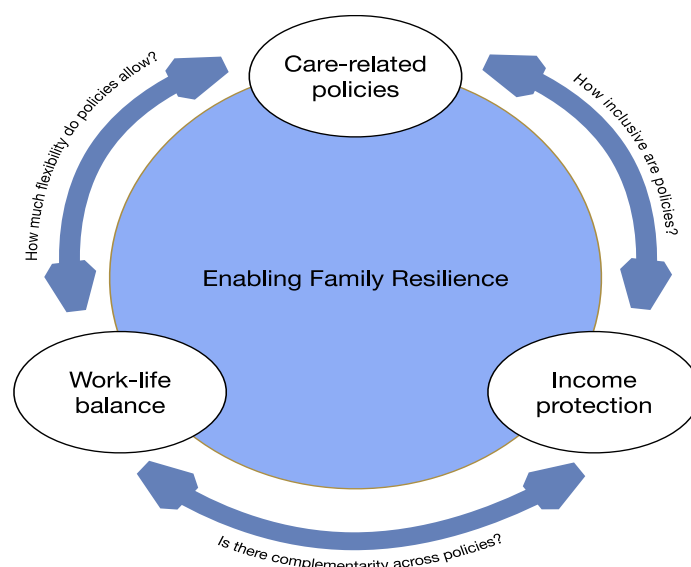 Care-related
policies
How much flexibility do policies allow?
How inclusive are policies?
Enabling Family Resilience
Work-life
balance
Income
protection
Is there complementarity across policies?